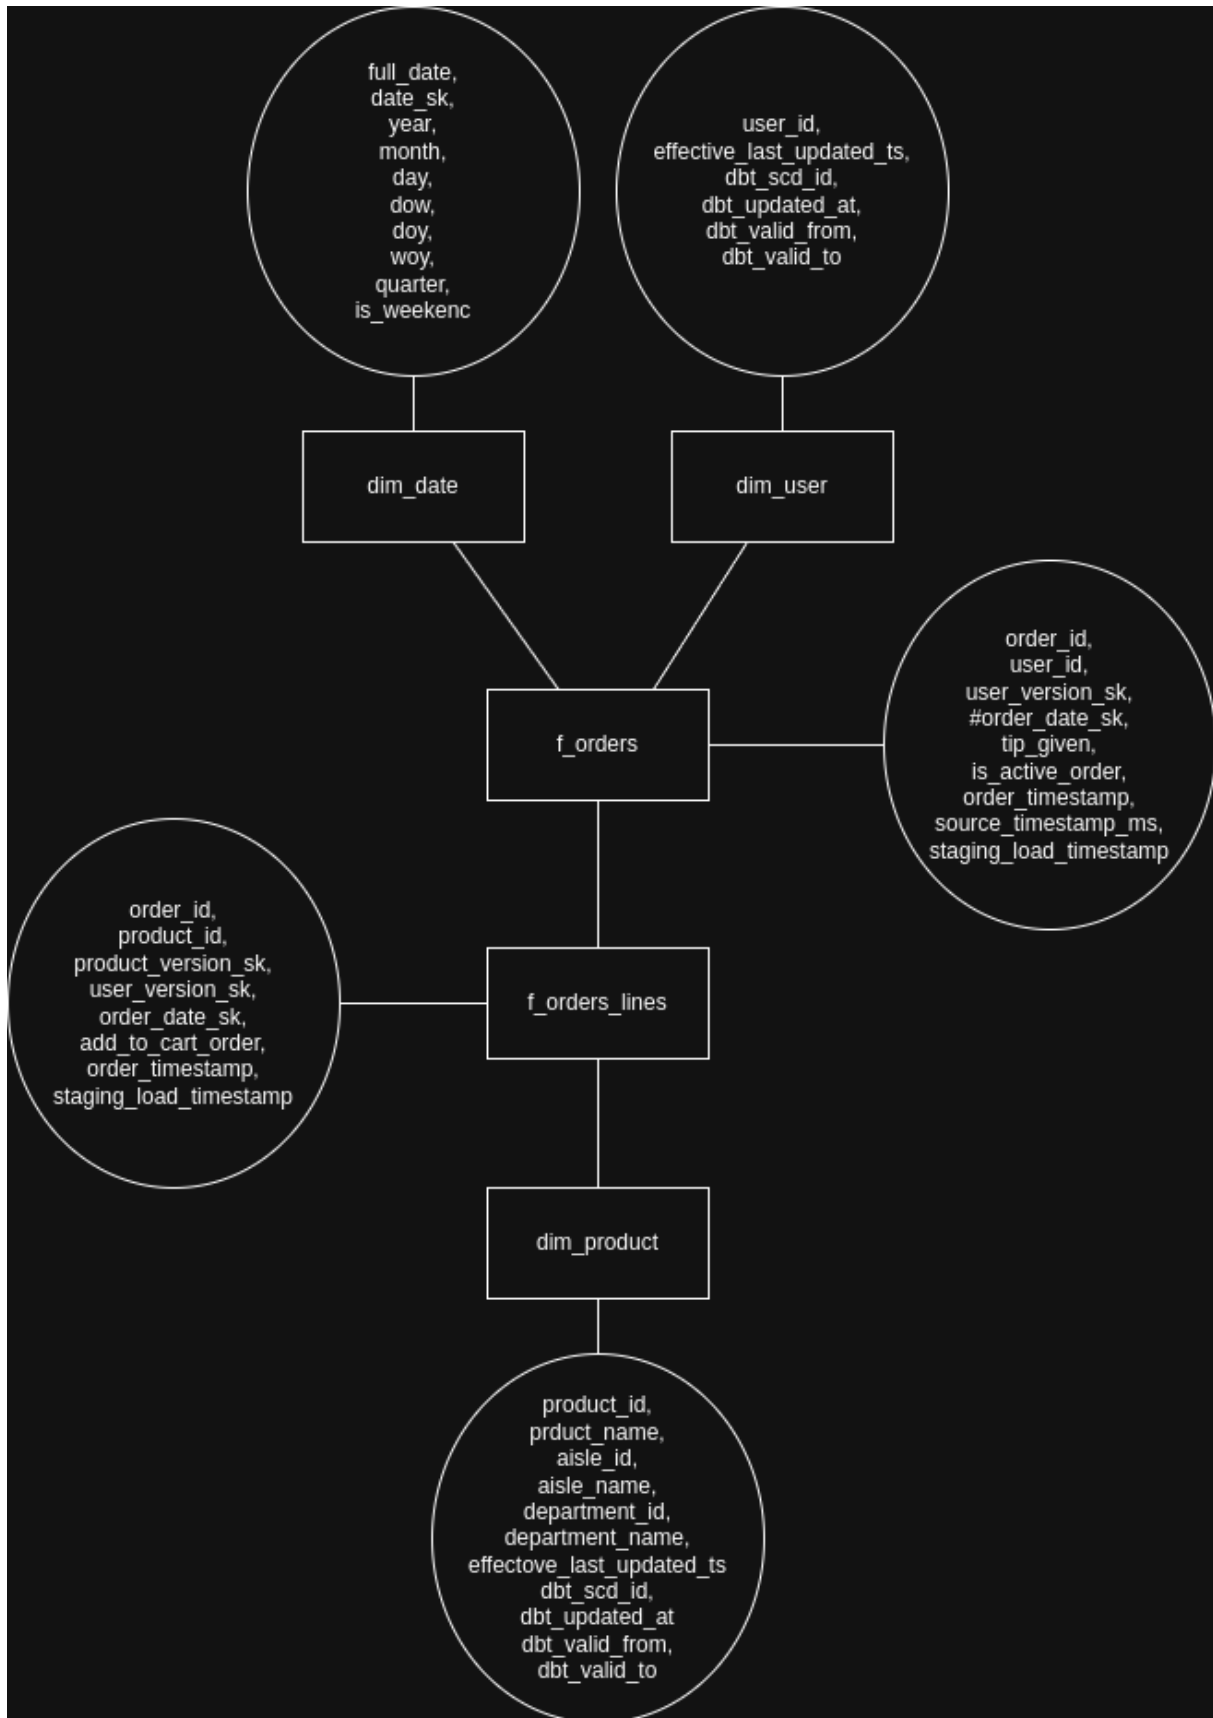 full_date,
date_sk,
year,
month,
day,
dow,
doy,
woy,
quarter,
is_weekenc
user_id,
effective_last_updated_ts,
dbt_scd_id,
dbt_updated_at,
dbt_valid_from,
dbt_valid_to
dim_date
dim_user
order_id,
user_id,
user_version_sk,
#order_date_sk,
tip_given,
is_active_order,
order_timestamp,
source_timestamp_ms,
staging_load_timestamp
f_orders
order_id,
product_id,
product_version_sk,
user_version_sk,
order_date_sk,
add_to_cart_order,
order_timestamp,
staging_load_timestamp
f_orders_lines
dim_product
product_id,
prduct_name,
aisle_id,
aisle_name,
department_id,
department_name,
effectove_last_updated_ts
dbt_scd_id,
dbt_updated_at
dbt_valid_from,
dbt_valid_to